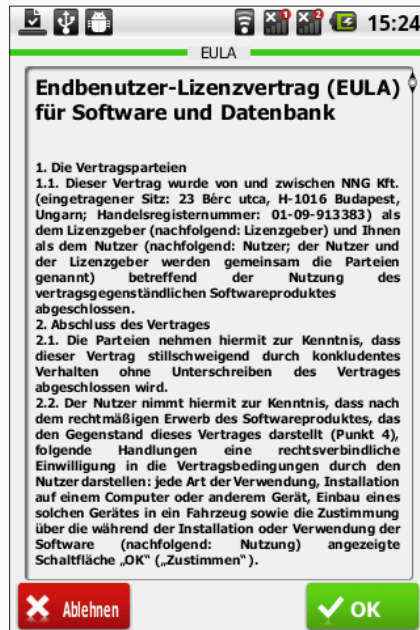 15:24
EULA
Endbenutzer-Lizenzvertrag (EULA)
für Software und Datenbank
1. Die Vertragsparteien
1.1. Dieser Vertrag wurde von und zwischen NNG Kft.
(eingetragener Sitz: 23 Bérc utca, H-1016 Budapest,
Ungarn; Handelsregisternummer: 01-09-913383) als
dem Lizenzgeber (nachfolgend: Lizenzgeber) und Ihnen
als dem Nutzer (nachfolgend: Nutzer; der Nutzer und
der Lizenzgeber werden gemeinsam die Parteien
genannt) betreffend der Nutzung des
vertragsgegenständlichen Softwareproduktes
abgeschlossen.
2. Abschluss des Vertrages
2.1. Die Parteien nehmen hiermit zur Kenntnis, dass
dieser Vertrag stillschweigend durch konkludentes
Verhalten ohne Unterschreiben des Vertrages
abgeschlossen wird.
2.2. Der Nutzer nimmt hiermit zur Kenntnis, dass nach
dem rechtmäßigen Erwerb des Softwareproduktes, das
den Gegenstand dieses Vertrages darstellt (Punkt 4),
folgende Handlungen eine rechtsverbindliche
Einwilligung in die Vertragsbedingungen durch den
Nutzer darstellen: jede Art der Verwendung, Installation
auf einem Computer oder anderem Gerät, Einbau eines
solchen Gerätes in ein Fahrzeug sowie die Zustimmung
über die während der Installation oder Verwendung der
Software (nachfolgend: Nutzung) angezeigte
Schaltfläche „OK“ („Zustimmen“).
Ablehnen
OK